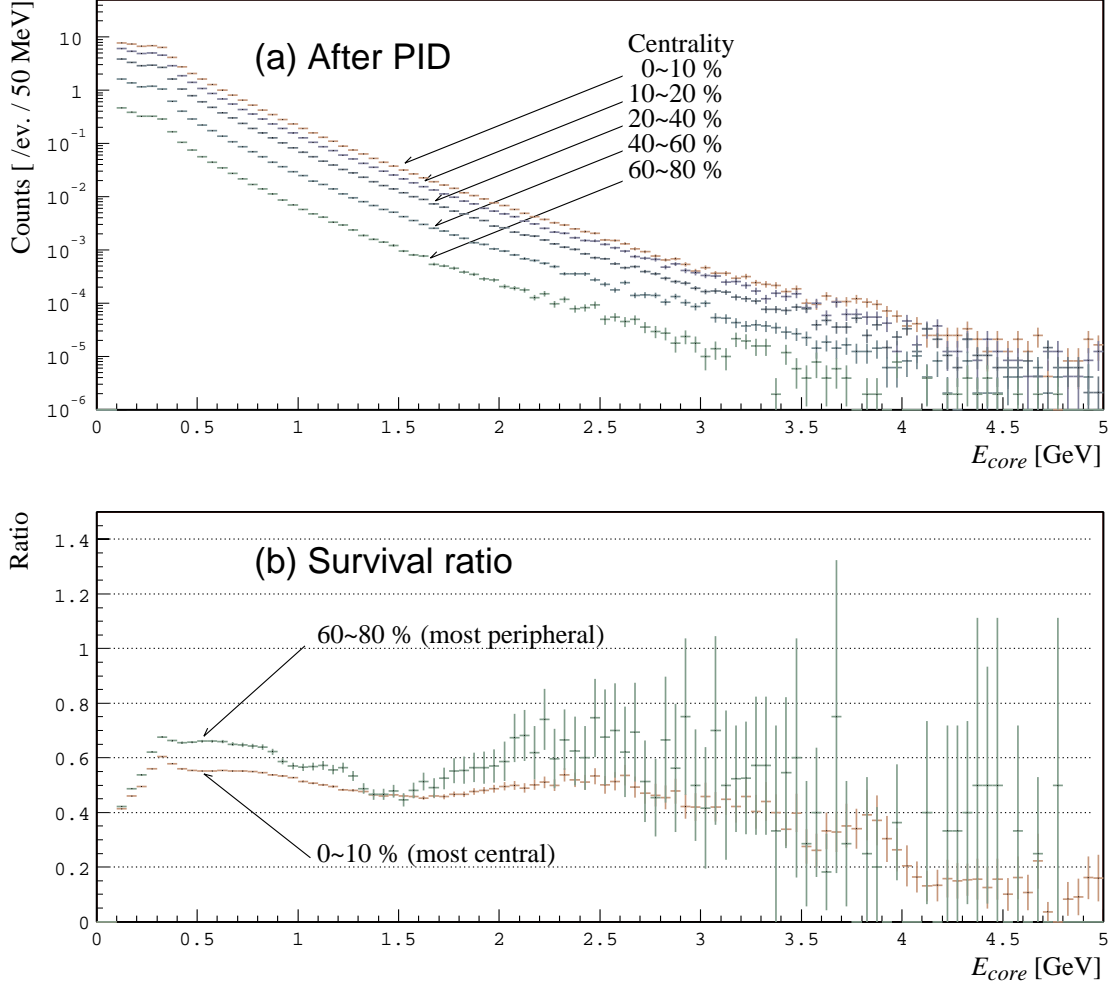 (a) After PID
Centrality
0~10 %
10~20 %
20~40 %
40~60 %
60~80 %
Counts [ /ev. / 50 MeV]
10
1
10⁻¹
10⁻²
10⁻³
10⁻⁴
10⁻⁵
10⁻⁶
0 0.5 1 1.5 2 2.5 3 3.5 4 4.5 5
E_core [GeV]
(b) Survival ratio
Ratio
60~80 % (most peripheral)
0~10 % (most central)
1.4
1.2
1
0.8
0.6
0.4
0.2
0
0 0.5 1 1.5 2 2.5 3 3.5 4 4.5 5
E_core [GeV]